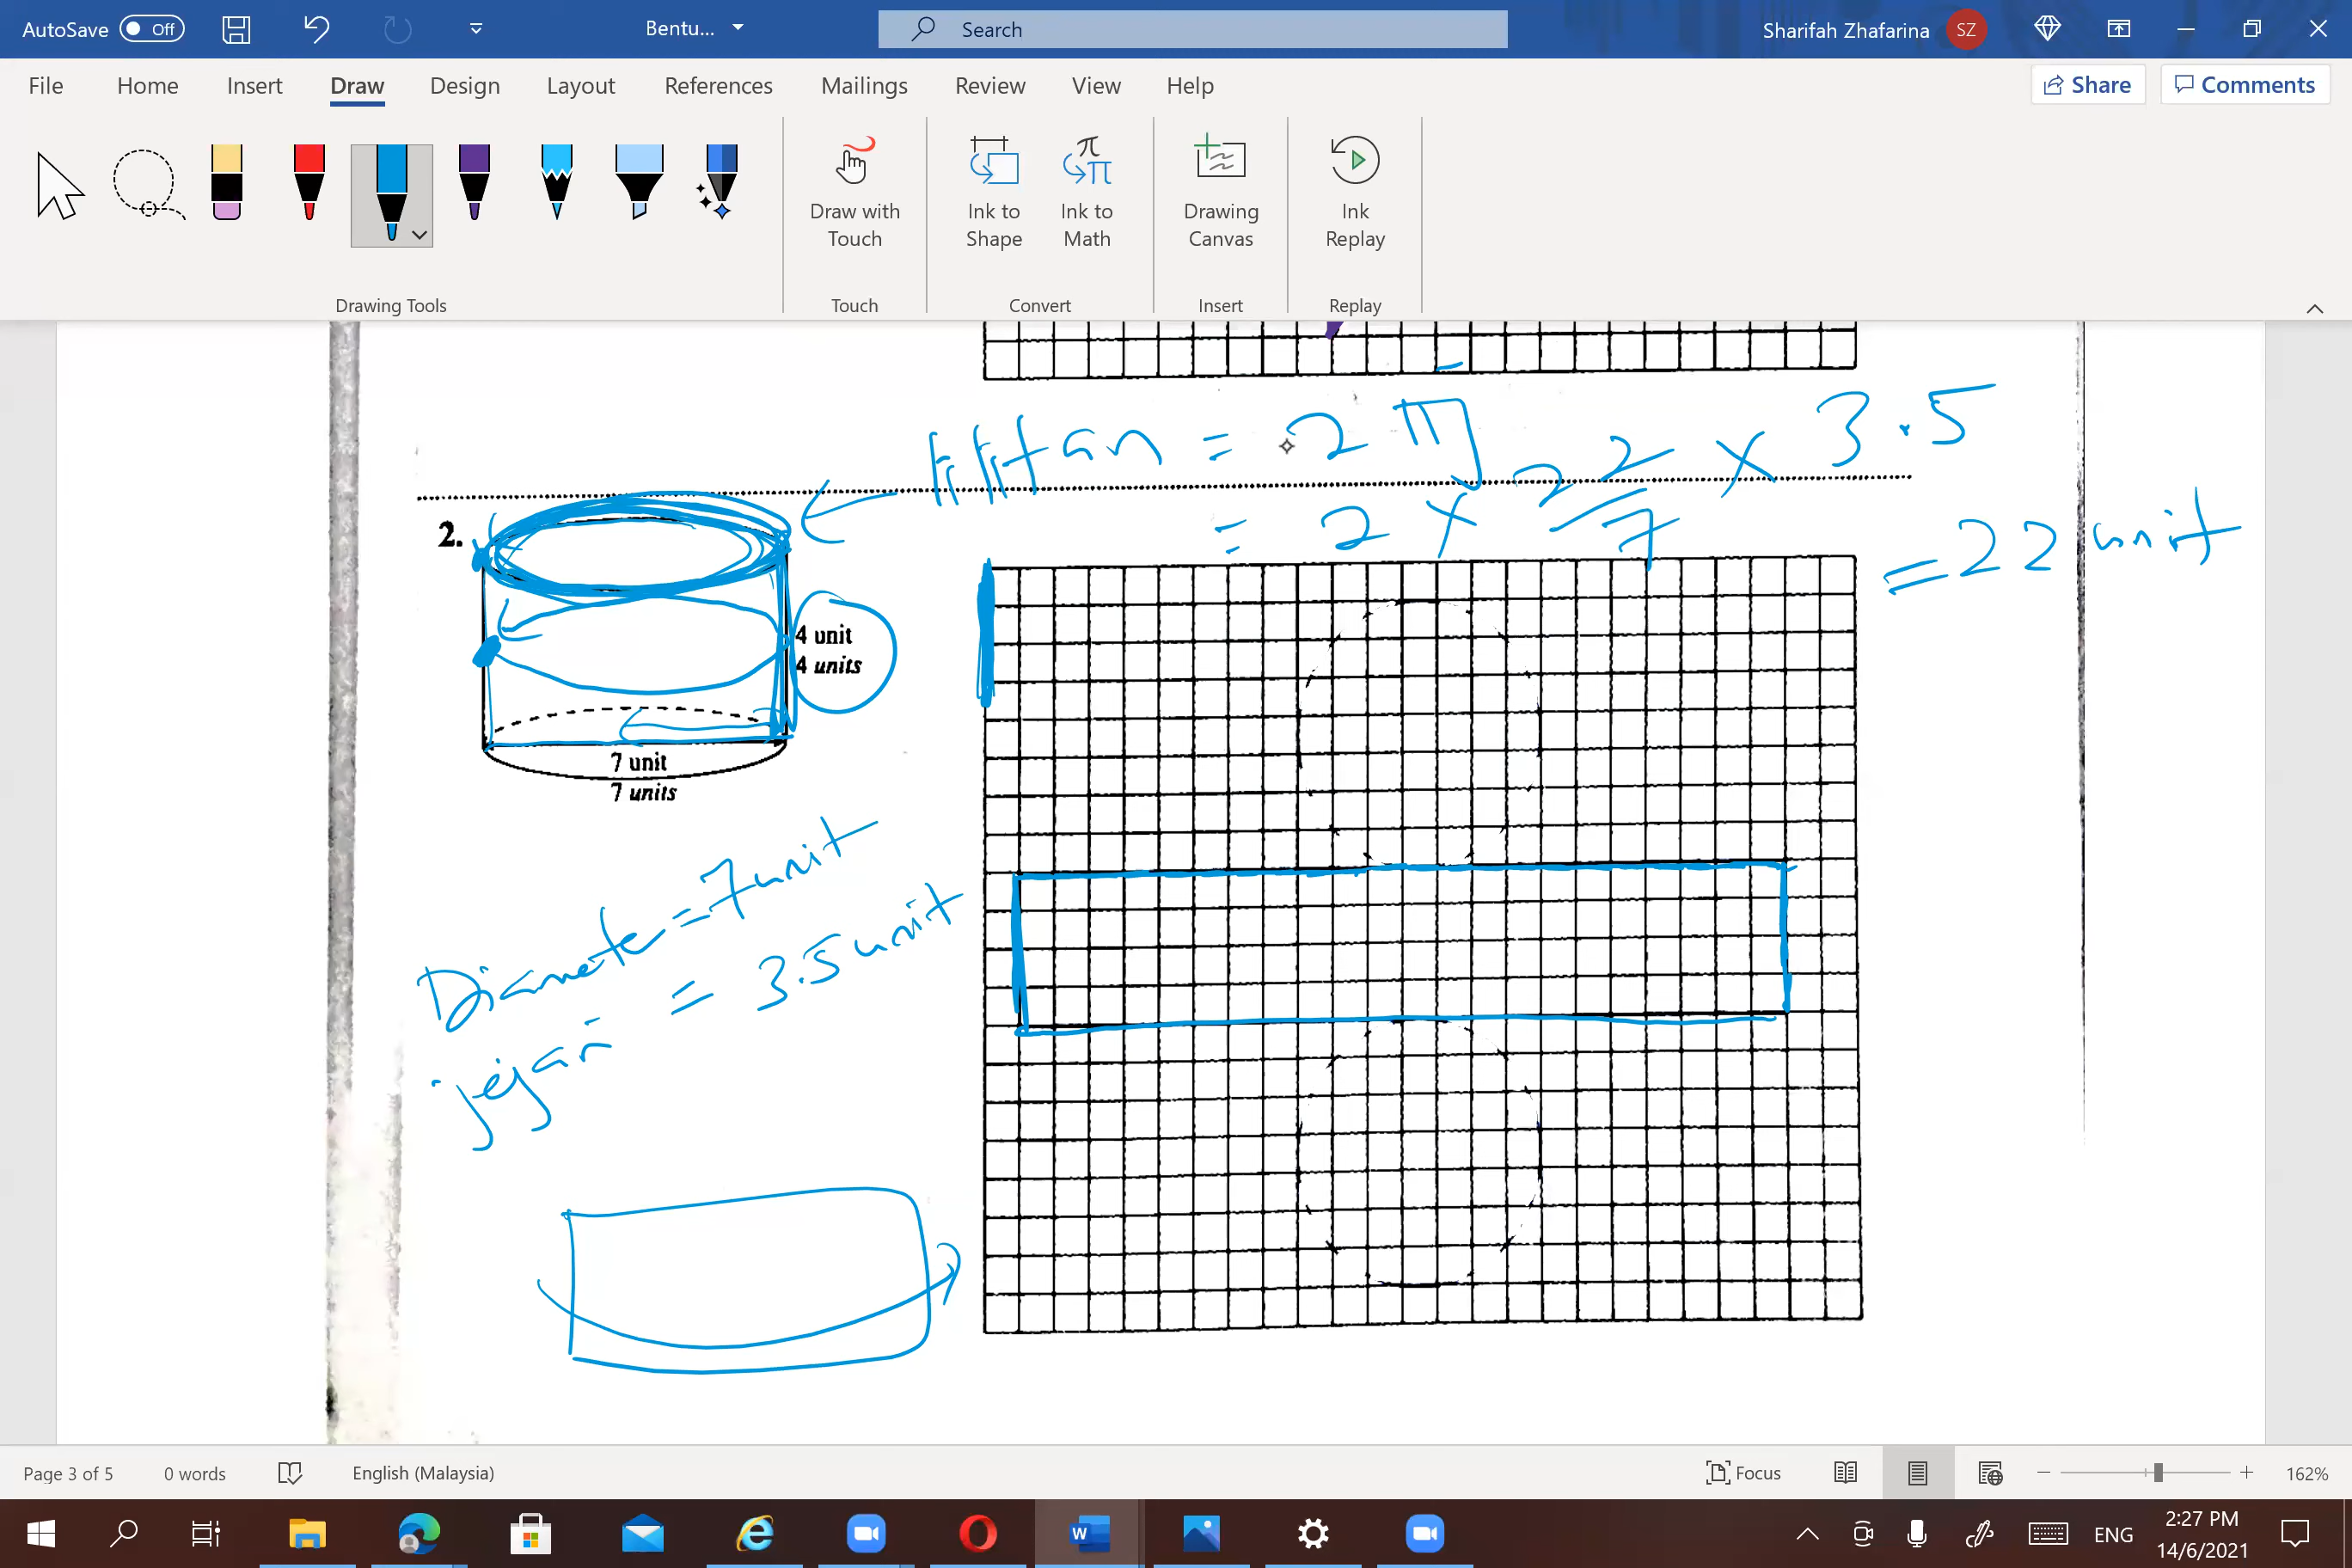 AutoSave Off Bentu... Search Sharifah Zhafarina SZ
File Home Insert Draw Design Layout References Mailings Review View Help Share Comments
Draw with Touch
Ink to Shape
Ink to Math
Drawing Canvas
Ink Replay
Drawing Tools Touch Convert Insert Replay
= 2πj
= 2 × 22/7 × 3.5
= 22 unit
2.
4 unit
4 units
7 unit
7 units
Diameter = 7 unit
jejari = 3.5 unit
Page 3 of 5 0 words English (Malaysia) Focus 162%
ENG 2:27 PM
14/6/2021